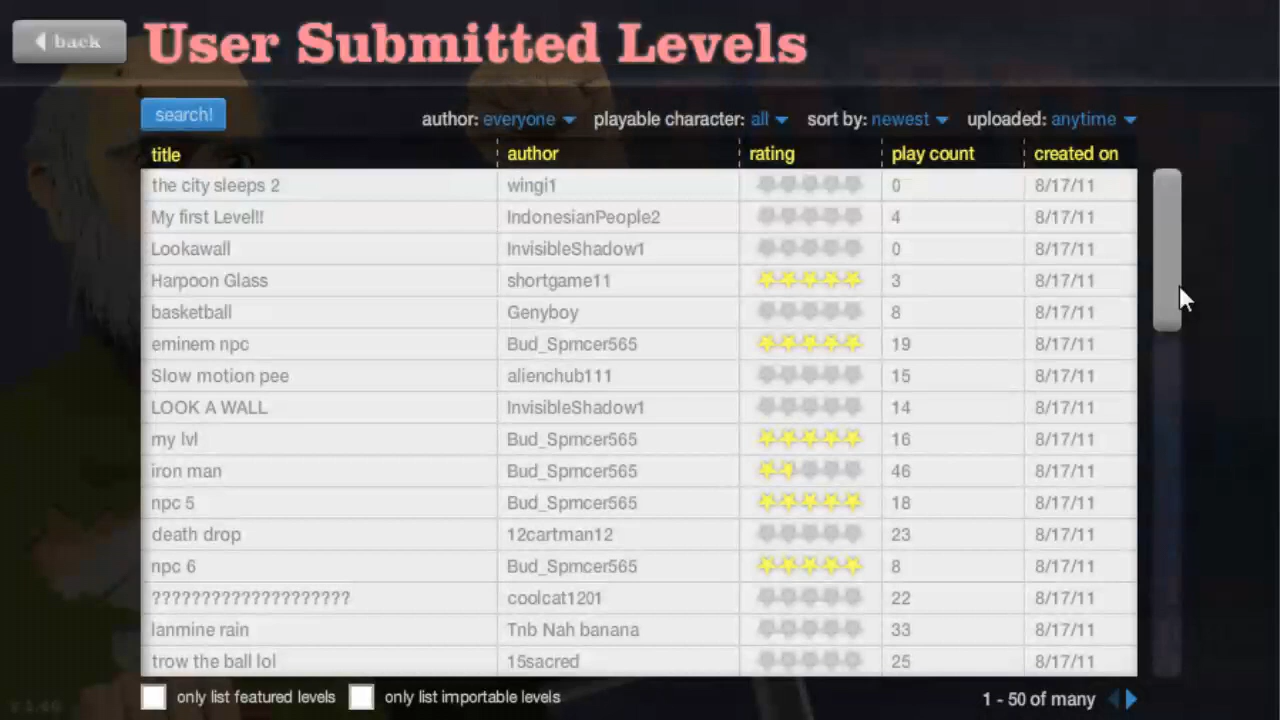 back
User Submitted Levels
search!
author: everyone playable character: all sort by: newest uploaded: anytime
title author rating play count created on
the city sleeps 2 wingi1 0 8/17/11
My first Level!! IndonesianPeople2 4 8/17/11
Lookawall InvisibleShadow1 0 8/17/11
Harpoon Glass shortgame11 3 8/17/11
basketball Genyboy 8 8/17/11
eminem npc Bud_Sprncer565 19 8/17/11
Slow motion pee alienchub111 15 8/17/11
LOOK A WALL InvisibleShadow1 14 8/17/11
my lvl Bud_Sprncer565 16 8/17/11
iron man Bud_Sprncer565 46 8/17/11
npc 5 Bud_Sprncer565 18 8/17/11
death drop 12cartman12 23 8/17/11
npc 6 Bud_Sprncer565 8 8/17/11
???????????????????? coolcat1201 22 8/17/11
lanmine rain Tnb Nah banana 33 8/17/11
trow the ball lol 15sacred 25 8/17/11
only list featured levels only list importable levels 1 - 50 of many